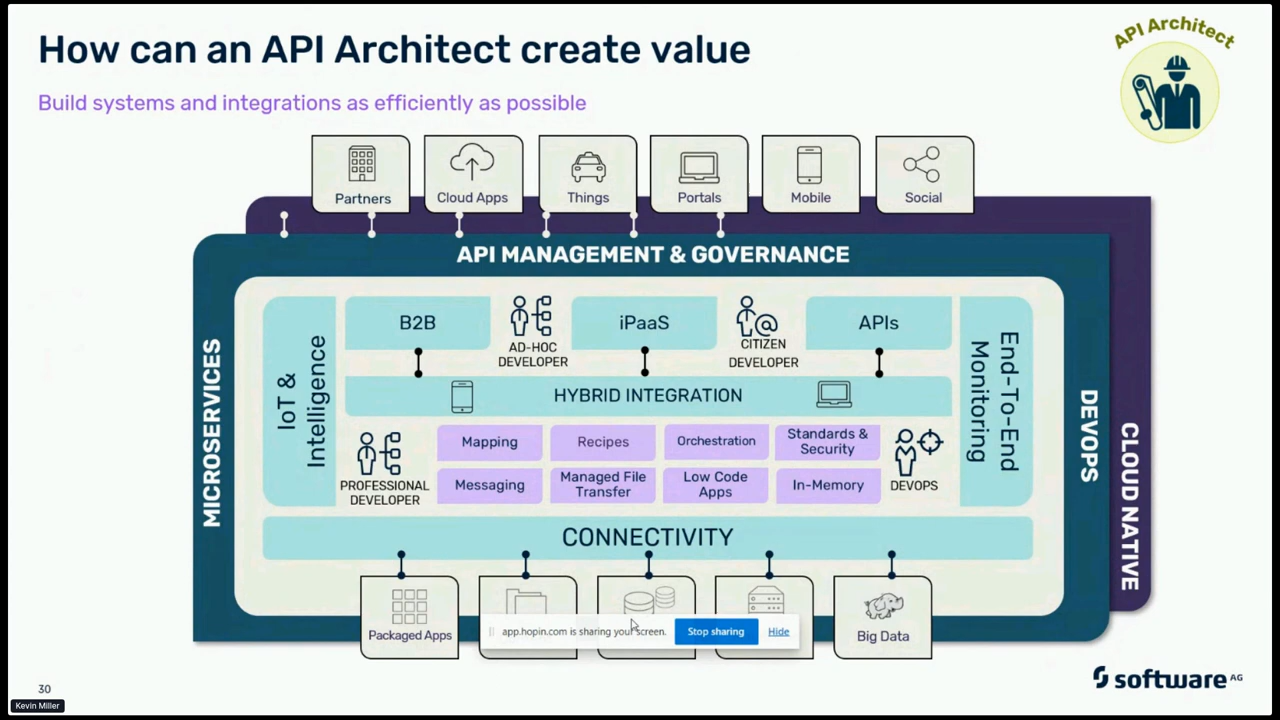 How can an API Architect create value
API Architect
Build systems and integrations as efficiently as possible
Partners
Cloud Apps
Things
Portals
Mobile
Social
API MANAGEMENT & GOVERNANCE
MICROSERVICES
IoT &
Intelligence
B2B
AD-HOC
DEVELOPER
iPaaS
CITIZEN
DEVELOPER
APIs
End-To-End
Monitoring
DEVOPS
CLOUD NATIVE
HYBRID INTEGRATION
PROFESSIONAL
DEVELOPER
Mapping
Recipes
Orchestration
Standards &
Security
Messaging
Managed File
Transfer
Low Code
Apps
In-Memory
DEVOPS
CONNECTIVITY
Packaged Apps
Big Data
app.hopin.com is sharing your screen.
Stop sharing
Hide
30
Kevin Miller
software AG